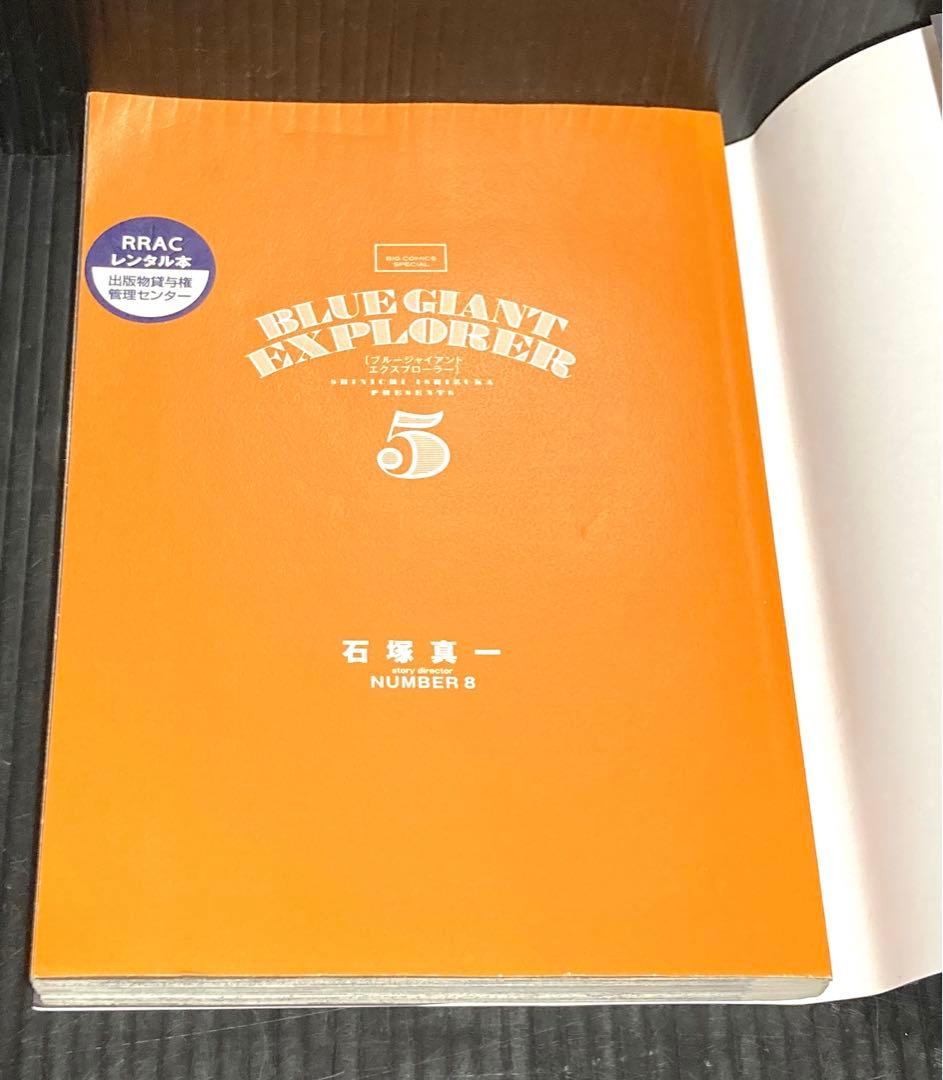 RRAC
レンタル本
出版物貸与権
管理センター
BIG COMICS
SPECIAL
BLUE GIANT
EXPLORER
[ブルージャイアント
エクスプローラー]
SHINICHI ISHIZUKA
PRESENTS
5
石塚真一
story director
NUMBER 8